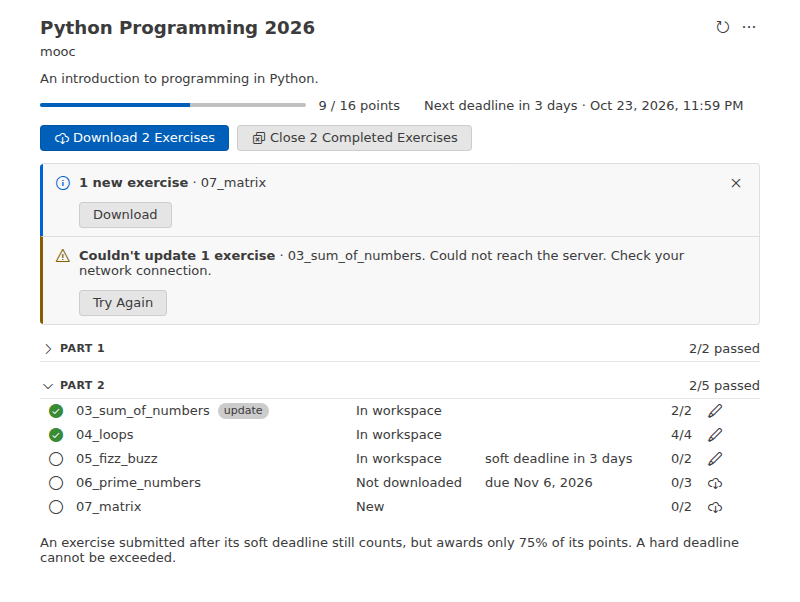 Python Programming 2026
mooc
An introduction to programming in Python.
9 / 16 points Next deadline in 3 days · Oct 23, 2026, 11:59 PM
Download 2 Exercises Close 2 Completed Exercises
1 new exercise · 07_matrix
Download
Couldn't update 1 exercise · 03_sum_of_numbers. Could not reach the server. Check your
network connection.
Try Again
PART 1 2/2 passed
PART 2 2/5 passed
03_sum_of_numbers update In workspace 2/2
04_loops In workspace 4/4
05_fizz_buzz In workspace soft deadline in 3 days 0/2
06_prime_numbers Not downloaded due Nov 6, 2026 0/3
07_matrix New 0/2
An exercise submitted after its soft deadline still counts, but awards only 75% of its points. A hard deadline
cannot be exceeded.